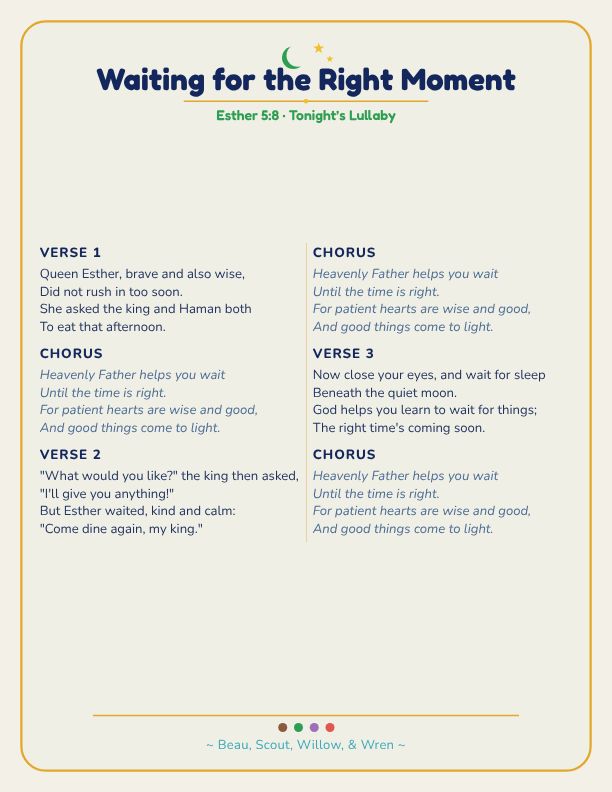 Waiting for the Right Moment
Esther 5:8 · Tonight's Lullaby
VERSE 1
Queen Esther, brave and also wise,
Did not rush in too soon.
She asked the king and Haman both
To eat that afternoon.
CHORUS
Heavenly Father helps you wait
Until the time is right.
For patient hearts are wise and good,
And good things come to light.
VERSE 2
"What would you like?" the king then asked,
"I'll give you anything!"
But Esther waited, kind and calm:
"Come dine again, my king."
CHORUS
Heavenly Father helps you wait
Until the time is right.
For patient hearts are wise and good,
And good things come to light.
VERSE 3
Now close your eyes, and wait for sleep
Beneath the quiet moon.
God helps you learn to wait for things;
The right time's coming soon.
CHORUS
Heavenly Father helps you wait
Until the time is right.
For patient hearts are wise and good,
And good things come to light.
~ Beau, Scout, Willow, & Wren ~